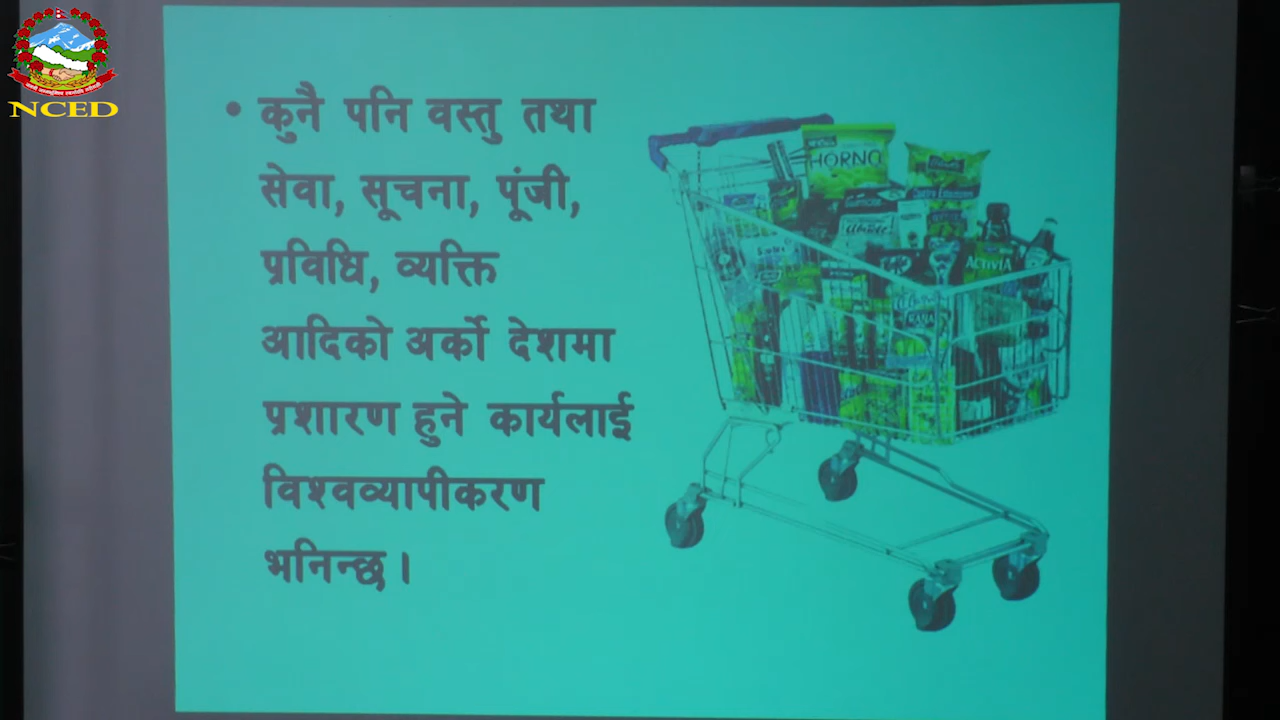 NCED
• कुनै पनि वस्तु तथा
सेवा, सूचना, पूंजी,
प्रविधि, व्यक्ति
आदिको अर्को देशमा
प्रशारण हुने कार्यलाई
विश्वव्यापीकरण
भनिन्छ ।
HORNO
ACTIVIA